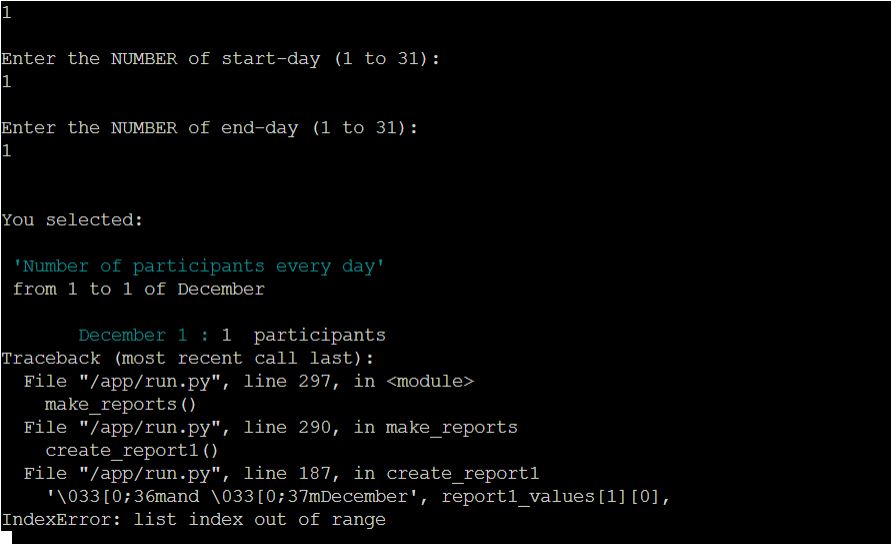 1
Enter the NUMBER of start-day (1 to 31):
1
Enter the NUMBER of end-day (1 to 31):
1
You selected:
'Number of participants every day'
from 1 to 1 of December
December 1 : 1  participants
Traceback (most recent call last):
  File "/app/run.py", line 297, in <module>
    make_reports()
  File "/app/run.py", line 290, in make_reports
    create_report1()
  File "/app/run.py", line 187, in create_report1
    '\033[0;36mand \033[0;37mDecember', report1_values[1][0],
IndexError: list index out of range